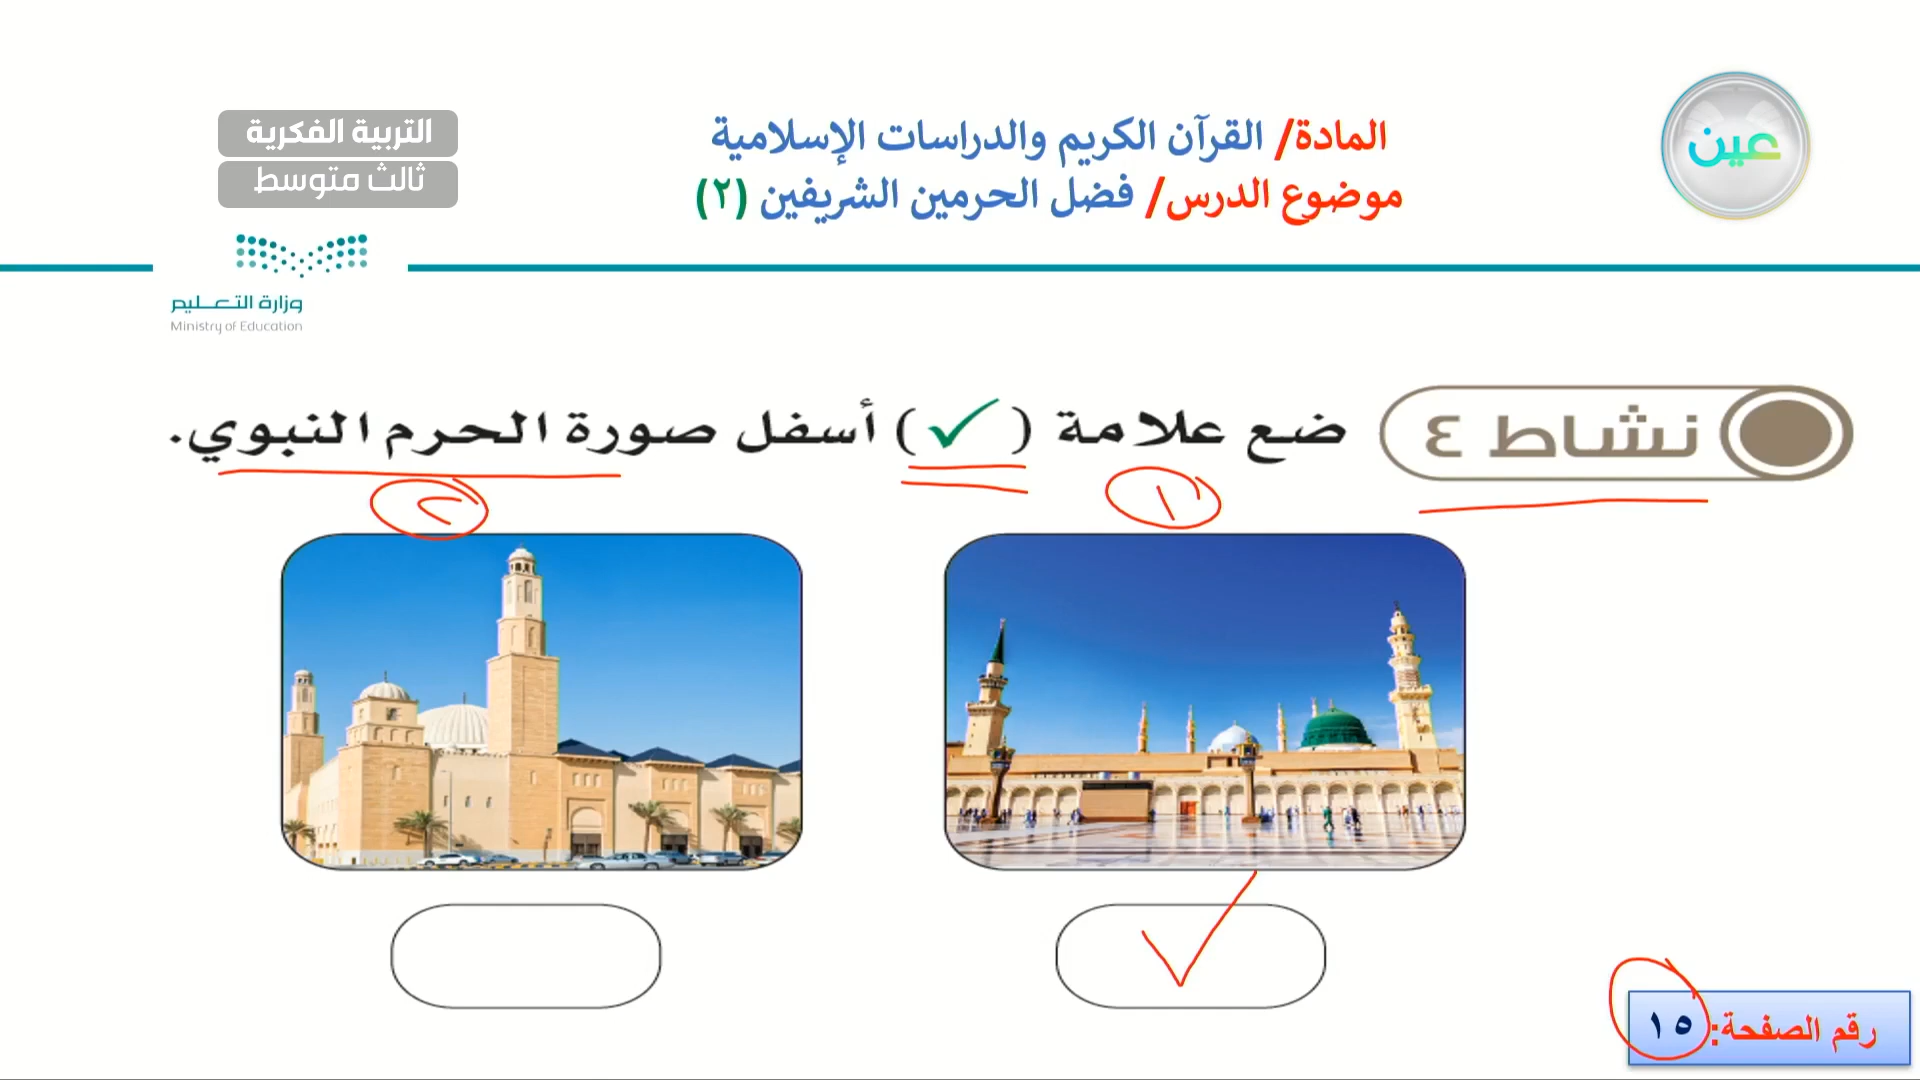 عين
المادة/ القرآن الكريم والدراسات الإسلامية
موضوع الدرس/ فضل الحرمين الشريفين (٢)
التربية الفكرية
ثالث متوسط
وزارة التعليم
Ministry of Education
نشاط ٤
ضع علامة (✓) أسفل صورة الحرم النبوي.
١
٢
✓
رقم الصفحة: ١٥